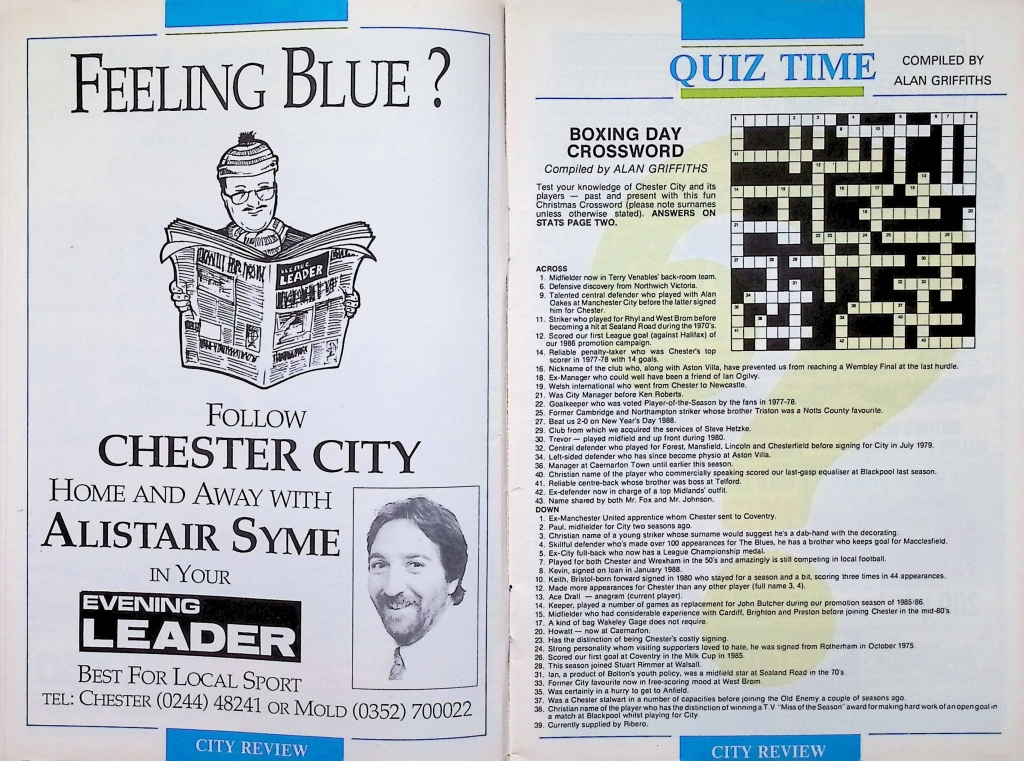 FEELING BLUE ?
EVENING
LEADER
FOLLOW
CHESTER CITY
HOME AND AWAY WITH
ALISTAIR SYME
IN YOUR
EVENING
LEADER
BEST FOR LOCAL SPORT
TEL: CHESTER (0244) 48241 OR MOLD (0352) 700022
CITY REVIEW
QUIZ TIME
COMPILED BY
ALAN GRIFFITHS
BOXING DAY
CROSSWORD
Compiled by ALAN GRIFFITHS
Test your knowledge of Chester City and its
players — past and present with this fun
Christmas Crossword (please note surnames
unless otherwise stated). ANSWERS ON
STATS PAGE TWO.
ACROSS
1. Midfielder now in Terry Venables' back-room team.
6. Defensive discovery from Northwich Victoria.
9. Talented central defender who played with Alan
Oakes at Manchester City before the latter signed
him for Chester.
11. Striker who played for Rhyl and West Brom before
becoming a hit at Sealand Road during the 1970's.
12. Scored our first League goal (against Halifax) of
our 1986 promotion campaign.
14. Reliable penalty-taker who was Chester's top
scorer in 1977-78 with 14 goals.
16. Nickname of the club who, along with Aston Villa, have prevented us from reaching a Wembley Final at the last hurdle.
18. Ex-Manager who could well have been a friend of Ian Ogilvy.
19. Welsh international who went from Chester to Newcastle.
21. Was City Manager before Ken Roberts.
22. Goalkeeper who was voted Player-of-the-Season by the fans in 1977-78.
25. Former Cambridge and Northampton striker whose brother Triston was a Notts County favourite.
27. Beat us 2-0 on New Year's Day 1988.
29. Club from which we acquired the services of Steve Hetzke.
30. Trevor — played midfield and up front during 1980.
32. Central defender who played for Forest, Mansfield, Lincoln and Chesterfield before signing for City in July 1979.
34. Left-sided defender who has since become physio at Aston Villa.
36. Manager at Caernarfon Town until earlier this season.
40. Christian name of the player who commercially speaking scored our last-gasp equaliser at Blackpool last season.
41. Reliable centre-back whose brother was boss at Telford.
42. Ex-defender now in charge of a top Midlands' outfit.
43. Name shared by both Mr. Fox and Mr. Johnson.
DOWN
1. Ex-Manchester United apprentice whom Chester sent to Coventry.
2. Paul, midfielder for City two seasons ago.
3. Christian name of a young striker whose surname would suggest he's a dab-hand with the decorating.
4. Skillful defender who's made over 100 appearances for The Blues, he has a brother who keeps goal for Macclesfield.
5. Ex-City full-back who now has a League Championship medal.
7. Played for both Chester and Wrexham in the 50's and amazingly is still competing in local football.
8. Kevin, signed on loan in January 1988.
10. Keith, Bristol-born forward signed in 1980 who stayed for a season and a bit, scoring three times in 44 appearances.
12. Made more appearances for Chester than any other player (full name 3, 4).
13. Ace Drall — anagram (current player).
14. Keeper, played a number of games as replacement for John Butcher during our promotion season of 1985/86.
15. Midfielder who had considerable experience with Cardiff, Brighton and Preston before joining Chester in the mid-80's.
17. A kind of bag Wakeley Gage does not require.
20. Howatt — now at Caernarfon.
23. Has the distinction of being Chester's costly signing.
24. Strong personality whom visiting supporters loved to hate, he was signed from Rotherham in October 1975.
26. Scored our first goal at Coventry in the Milk Cup in 1985.
28. This season joined Stuart Rimmer at Walsall.
31. Ian, a product of Bolton's youth policy, was a midfield star at Sealand Road in the 70's
33. Former City favourite now in free-scoring mood at West Brom
35. Was certainly in a hurry to get to Anfield.
37. Was a Chester stalwart in a number of capacities before joining the Old Enemy a couple of seasons ago.
38. Christian name of the player who has the distinction of winning a T.V. "Miss of the Season" award for making hard work of an open goal in
a match at Blackpool whilst playing for City.
39. Currently supplied by Ribero.
CITY REVIEW